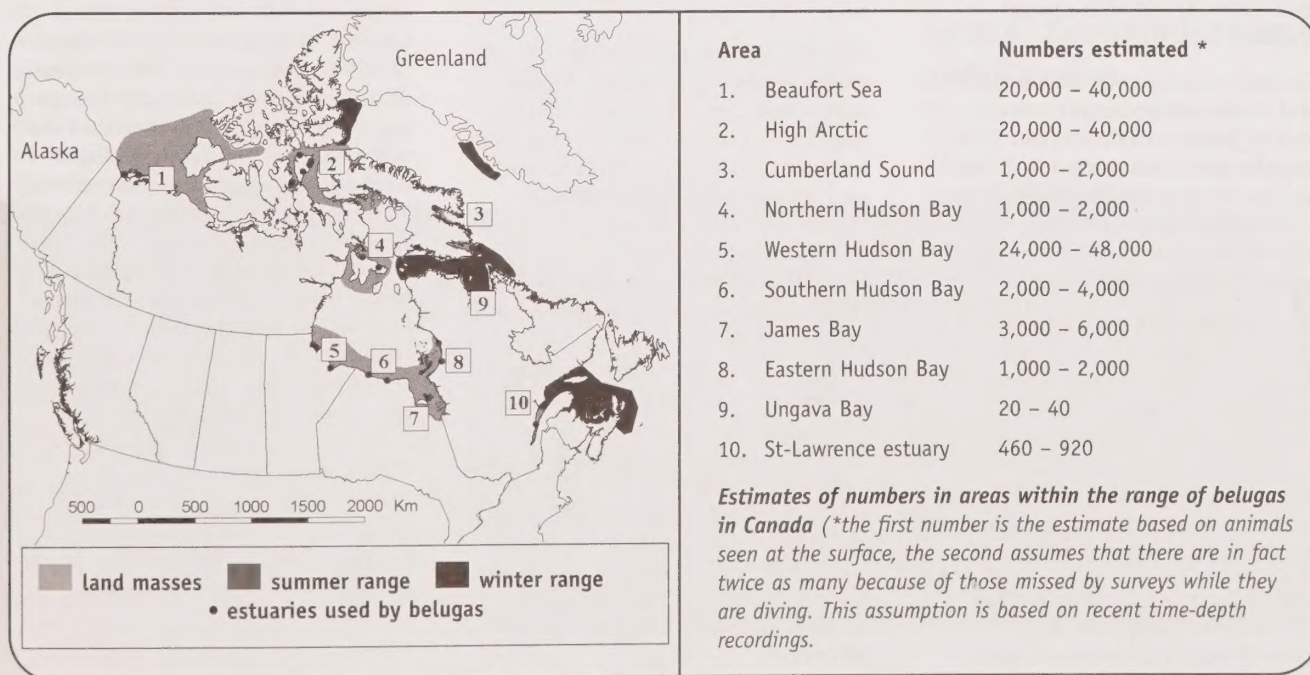 Greenland
Alaska
1
2
3
4
9
5
6
8
7
10
500 0 500 1000 1500 2000 Km
land masses summer range winter range
• estuaries used by belugas
Area Numbers estimated *
1. Beaufort Sea 20,000 – 40,000
2. High Arctic 20,000 – 40,000
3. Cumberland Sound 1,000 – 2,000
4. Northern Hudson Bay 1,000 – 2,000
5. Western Hudson Bay 24,000 – 48,000
6. Southern Hudson Bay 2,000 – 4,000
7. James Bay 3,000 – 6,000
8. Eastern Hudson Bay 1,000 – 2,000
9. Ungava Bay 20 – 40
10. St-Lawrence estuary 460 – 920
Estimates of numbers in areas within the range of belugas
in Canada (*the first number is the estimate based on animals
seen at the surface, the second assumes that there are in fact
twice as many because of those missed by surveys while they
are diving. This assumption is based on recent time-depth
recordings.